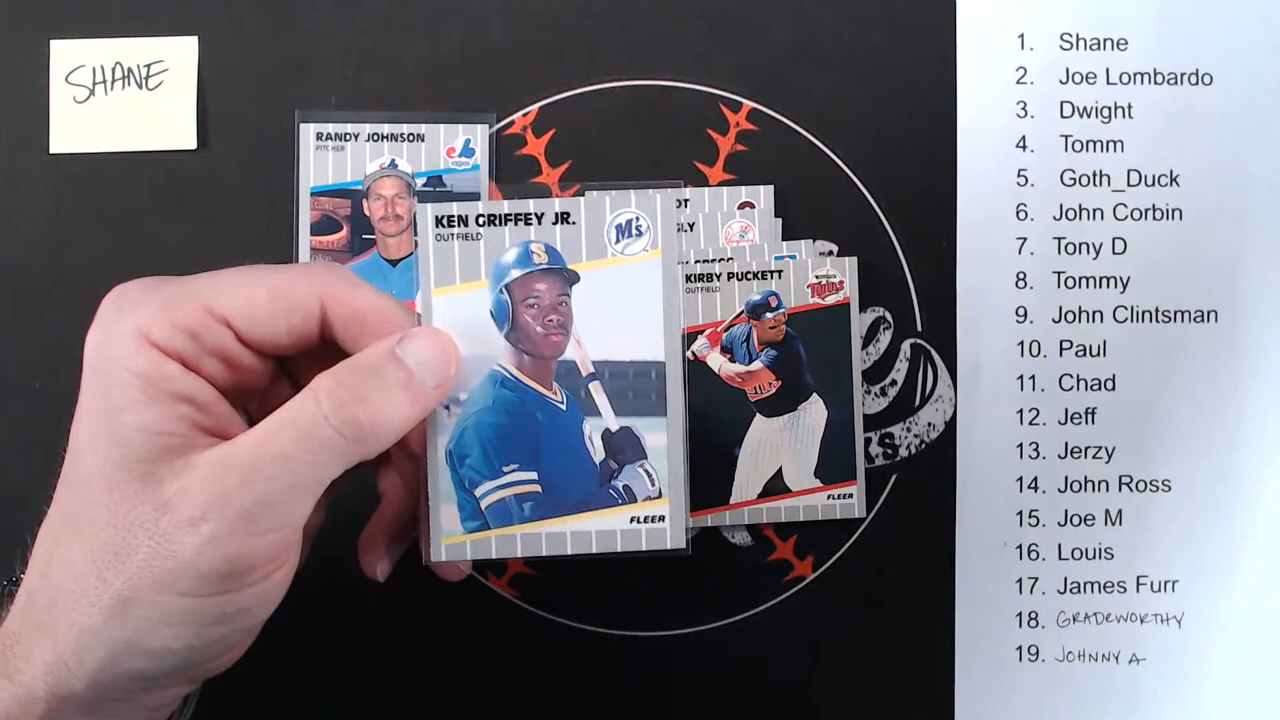 SHANE
RANDY JOHNSON
PITCHER
expos
KEN GRIFFEY JR.
OUTFIELD
M's
S
FLEER
KIRBY PUCKETT
OUTFIELD
Twins
FLEER
1. Shane
2. Joe Lombardo
3. Dwight
4. Tomm
5. Goth_Duck
6. John Corbin
7. Tony D
8. Tommy
9. John Clintsman
10. Paul
11. Chad
12. Jeff
13. Jerzy
14. John Ross
15. Joe M
16. Louis
17. James Furr
18. GRADEWORTHY
19. JOHNNY A